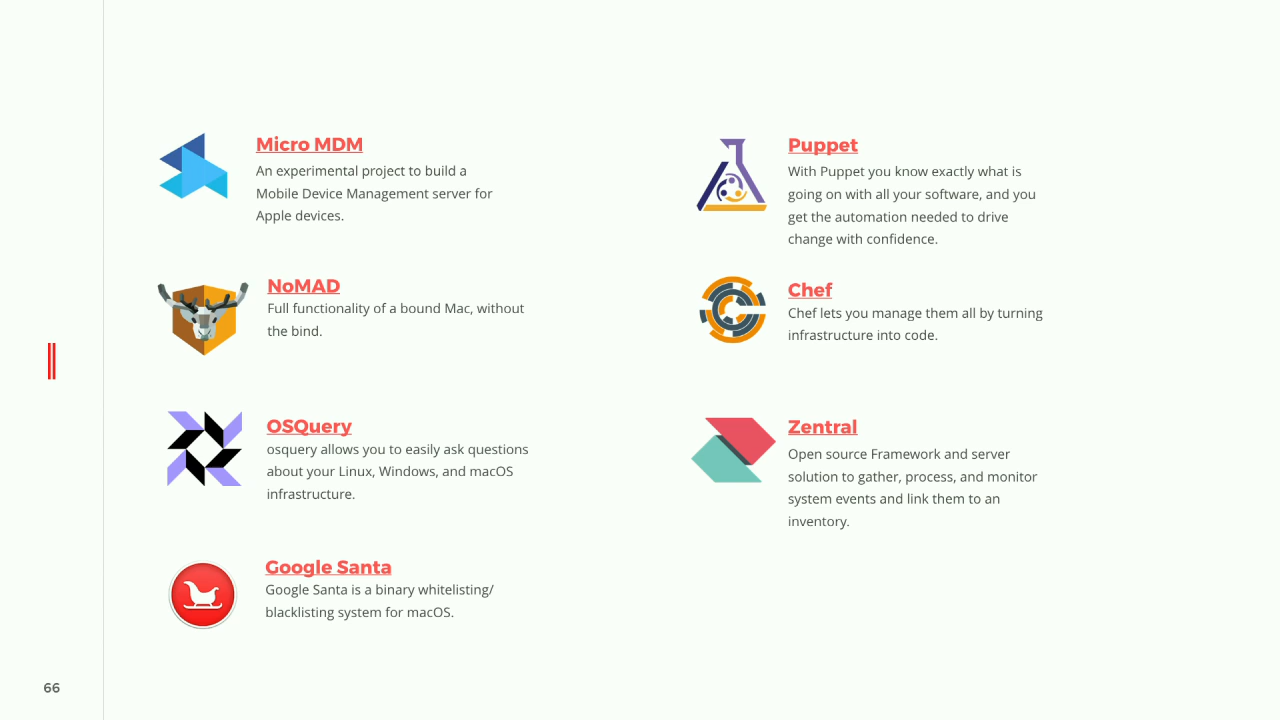 Micro MDM
An experimental project to build a
Mobile Device Management server for
Apple devices.
NoMAD
Full functionality of a bound Mac, without
the bind.
OSQuery
osquery allows you to easily ask questions
about your Linux, Windows, and macOS
infrastructure.
Google Santa
Google Santa is a binary whitelisting/
blacklisting system for macOS.
Puppet
With Puppet you know exactly what is
going on with all your software, and you
get the automation needed to drive
change with confidence.
Chef
Chef lets you manage them all by turning
infrastructure into code.
Zentral
Open source Framework and server
solution to gather, process, and monitor
system events and link them to an
inventory.
66